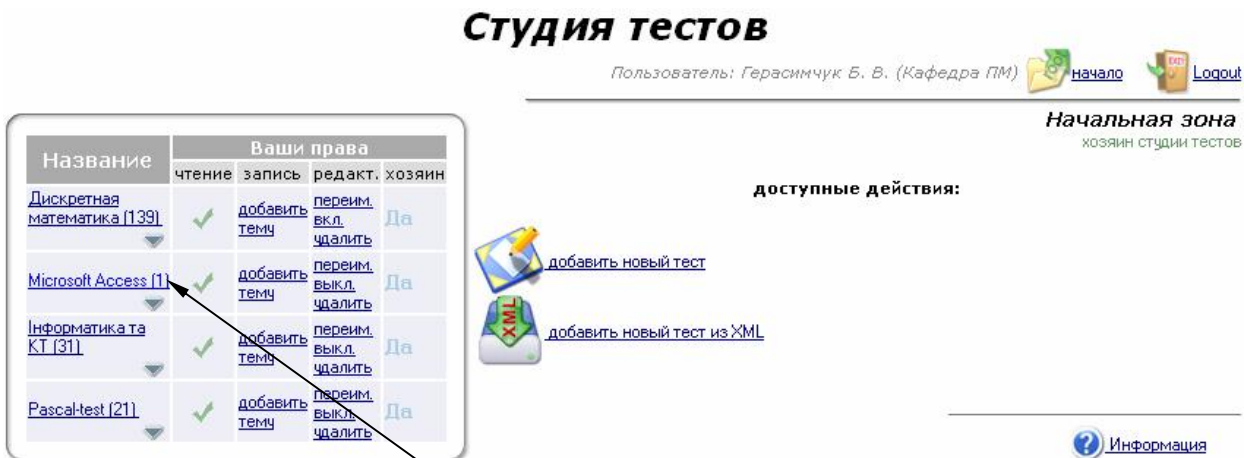 Студия тестов
Пользователь: Герасимчук Б. В. (Кафедра ПМ) начало Logout
Начальная зона
хозяин студии тестов
Название Ваши права
чтение запись редакт. хозяин
Дискретная
математика (139)
добавить
тему
переим.
вкл.
удалить
Да
Microsoft Access (1)
добавить
тему
переим.
выкл.
удалить
Да
Інформатика та
КТ (31)
добавить
тему
переим.
выкл.
удалить
Да
Pascal-test (21)
добавить
тему
переим.
выкл.
удалить
Да
доступные действия:
добавить новый тест
XML
добавить новый тест из XML
Информация